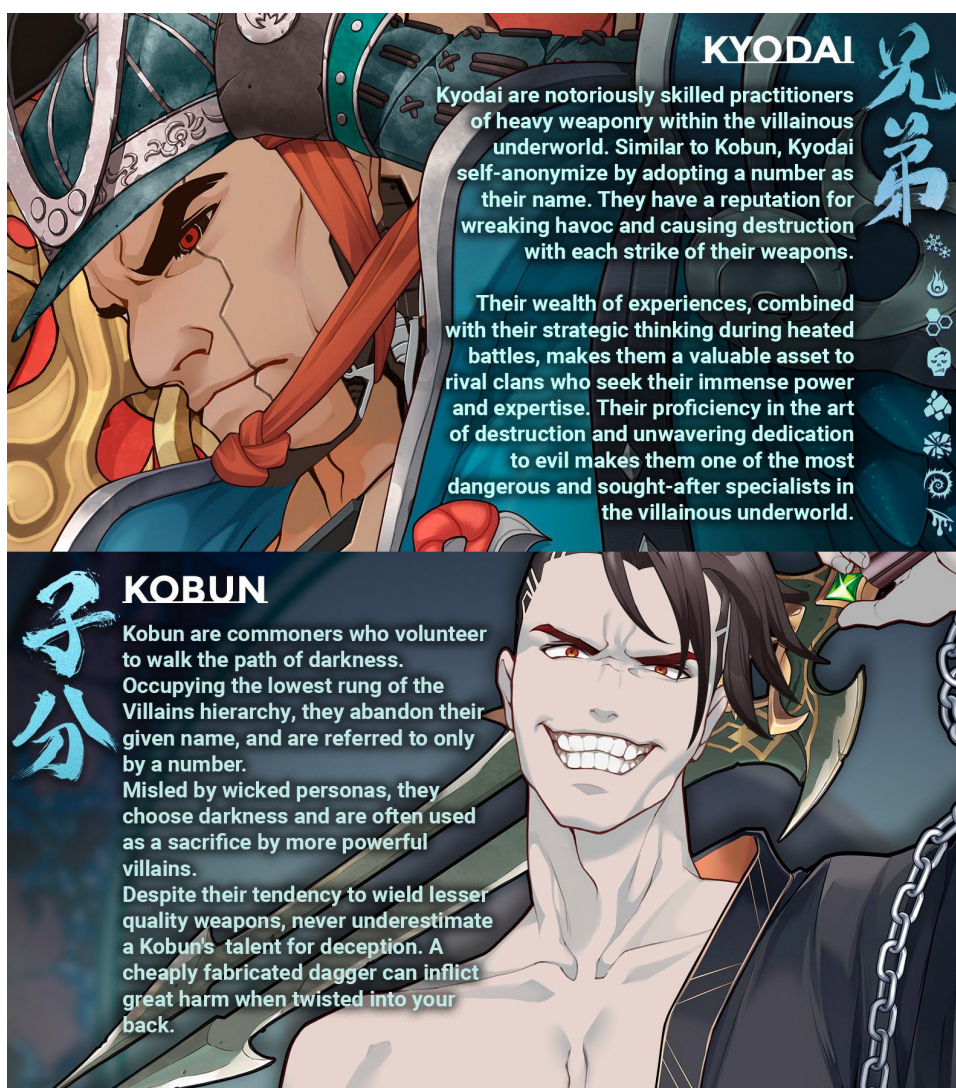 KYODAI
兄弟
Kyodai are notoriously skilled practitioners
of heavy weaponry within the villainous
underworld. Similar to Kobun, Kyodai
self-anonymize by adopting a number as
their name. They have a reputation for
wreaking havoc and causing destruction
with each strike of their weapons.
Their wealth of experiences, combined
with their strategic thinking during heated
battles, makes them a valuable asset to
rival clans who seek their immense power
and expertise. Their proficiency in the art
of destruction and unwavering dedication
to evil makes them one of the most
dangerous and sought-after specialists in
the villainous underworld.
子分
KOBUN
Kobun are commoners who volunteer
to walk the path of darkness.
Occupying the lowest rung of the
Villains hierarchy, they abandon their
given name, and are referred to only
by a number.
Misled by wicked personas, they
choose darkness and are often used
as a sacrifice by more powerful
villains.
Despite their tendency to wield lesser
quality weapons, never underestimate
a Kobun's  talent for deception. A
cheaply fabricated dagger can inflict
great harm when twisted into your
back.